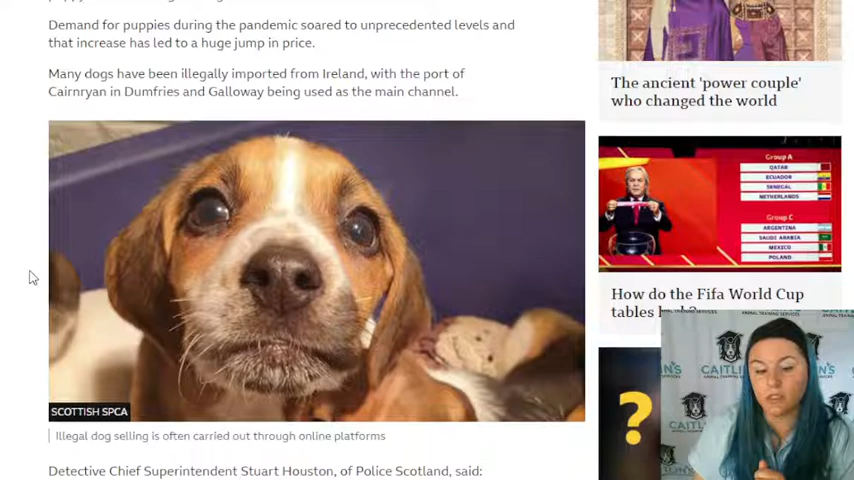 Demand for puppies during the pandemic soared to unprecedented levels and
that increase has led to a huge jump in price.
Many dogs have been illegally imported from Ireland, with the port of
Cairnryan in Dumfries and Galloway being used as the main channel.
SCOTTISH SPCA
Illegal dog selling is often carried out through online platforms
Detective Chief Superintendent Stuart Houston, of Police Scotland, said:
The ancient 'power couple'
who changed the world
Group A
QATAR
ECUADOR
SENEGAL
NETHERLANDS
Group C
ARGENTINA
SAUDI ARABIA
MEXICO
POLAND
How do the Fifa World Cup
tables
?
CAITLIN'S
ANIMAL TRAINING SERVICES